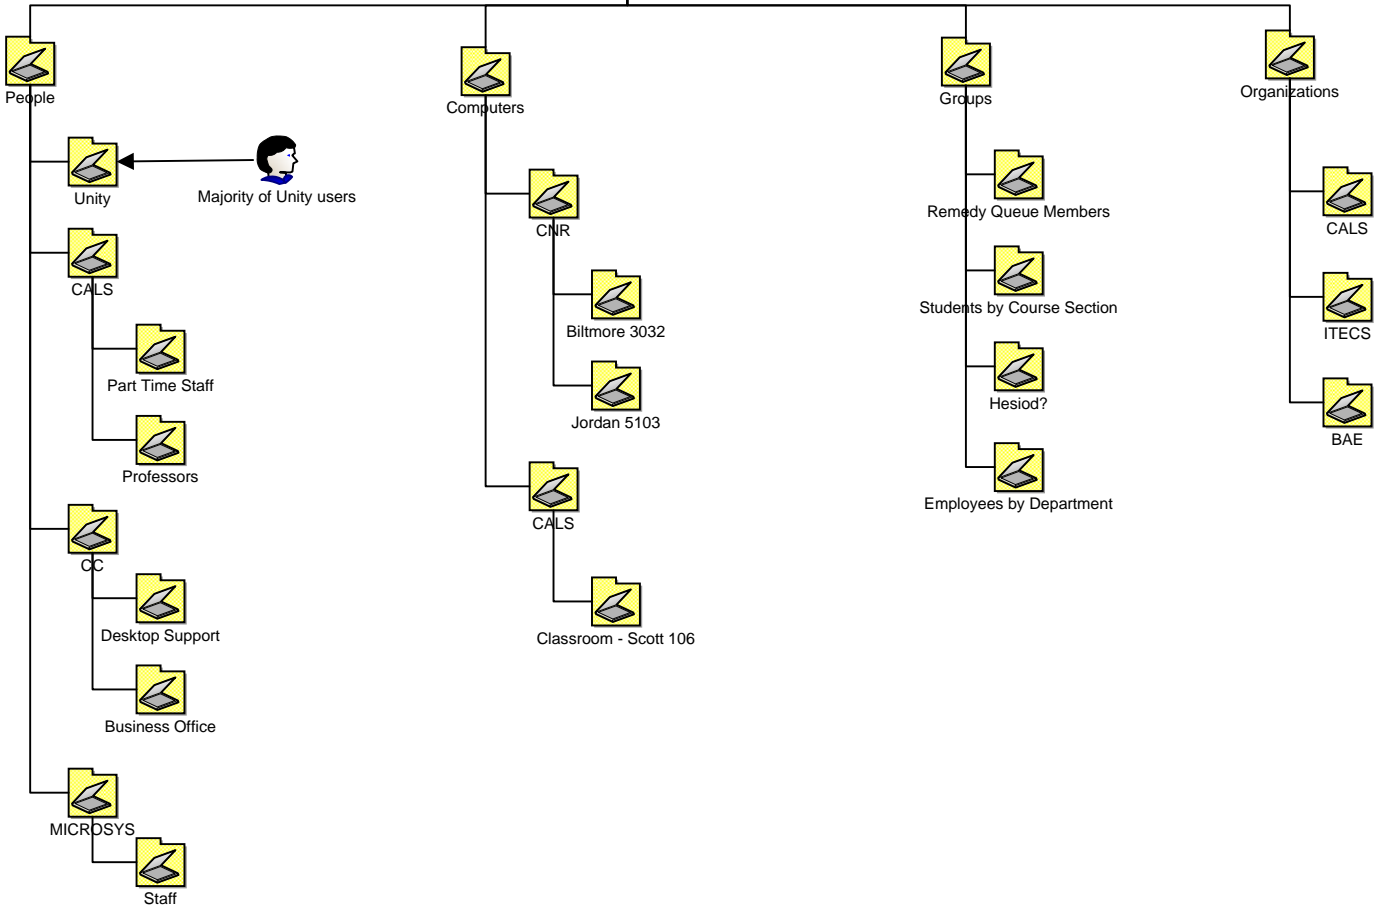 People
Unity
Majority of Unity users
CALS
Part Time Staff
Professors
CC
Desktop Support
Business Office
MICROSYS
Staff
Computers
CNR
Biltmore 3032
Jordan 5103
CALS
Classroom - Scott 106
Groups
Remedy Queue Members
Students by Course Section
Hesiod?
Employees by Department
Organizations
CALS
ITECS
BAE